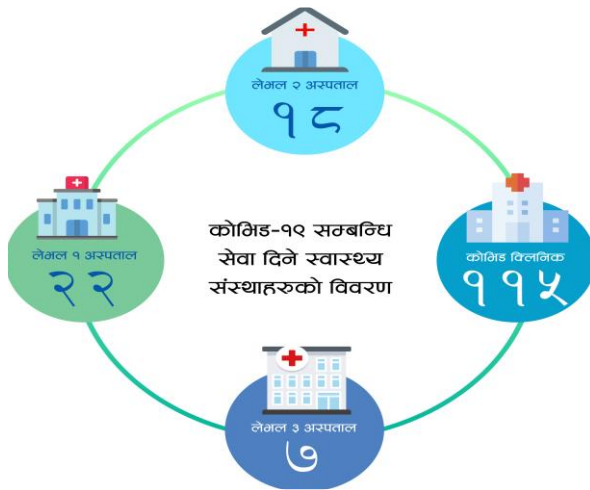 लेभल २ अस्पताल
१८
लेभल १ अस्पताल
२२
कोभिड-१९ सम्बन्धि
सेवा दिने स्वास्थ्य
संस्थाहरुको विवरण
कोभिड क्लिनिक
११५
लेभल ३ अस्पताल
७